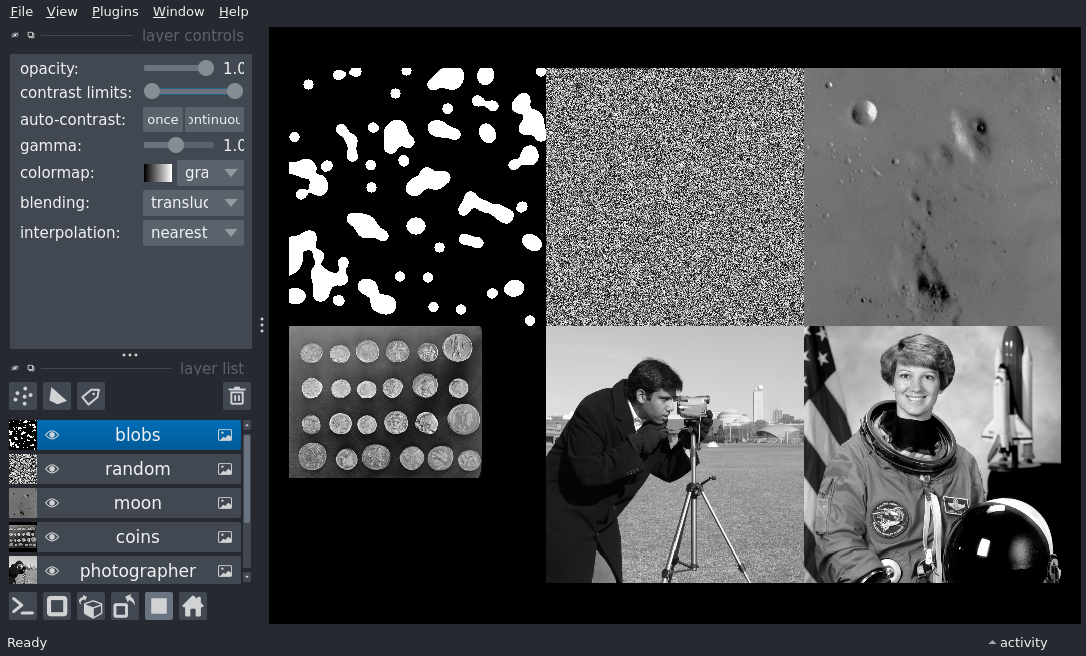 File View Plugins Window Help
layer controls
opacity: 1.0
contrast limits:
auto-contrast: once ontinuou
gamma: 1.0
colormap: gra
blending: transluc
interpolation: nearest
layer list
blobs
random
moon
coins
photographer
Ready
activity